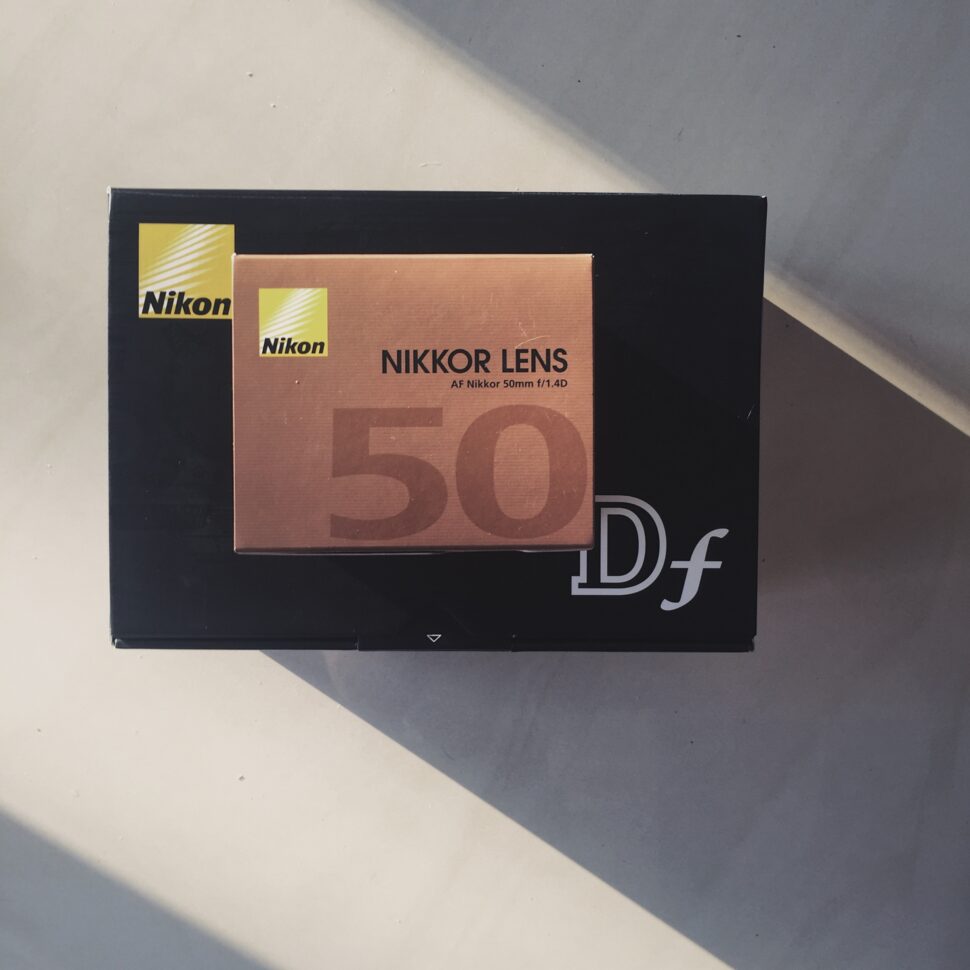 Nikon
Nikon
NIKKOR LENS
AF Nikkor 50mm f/1.4D
50
Df